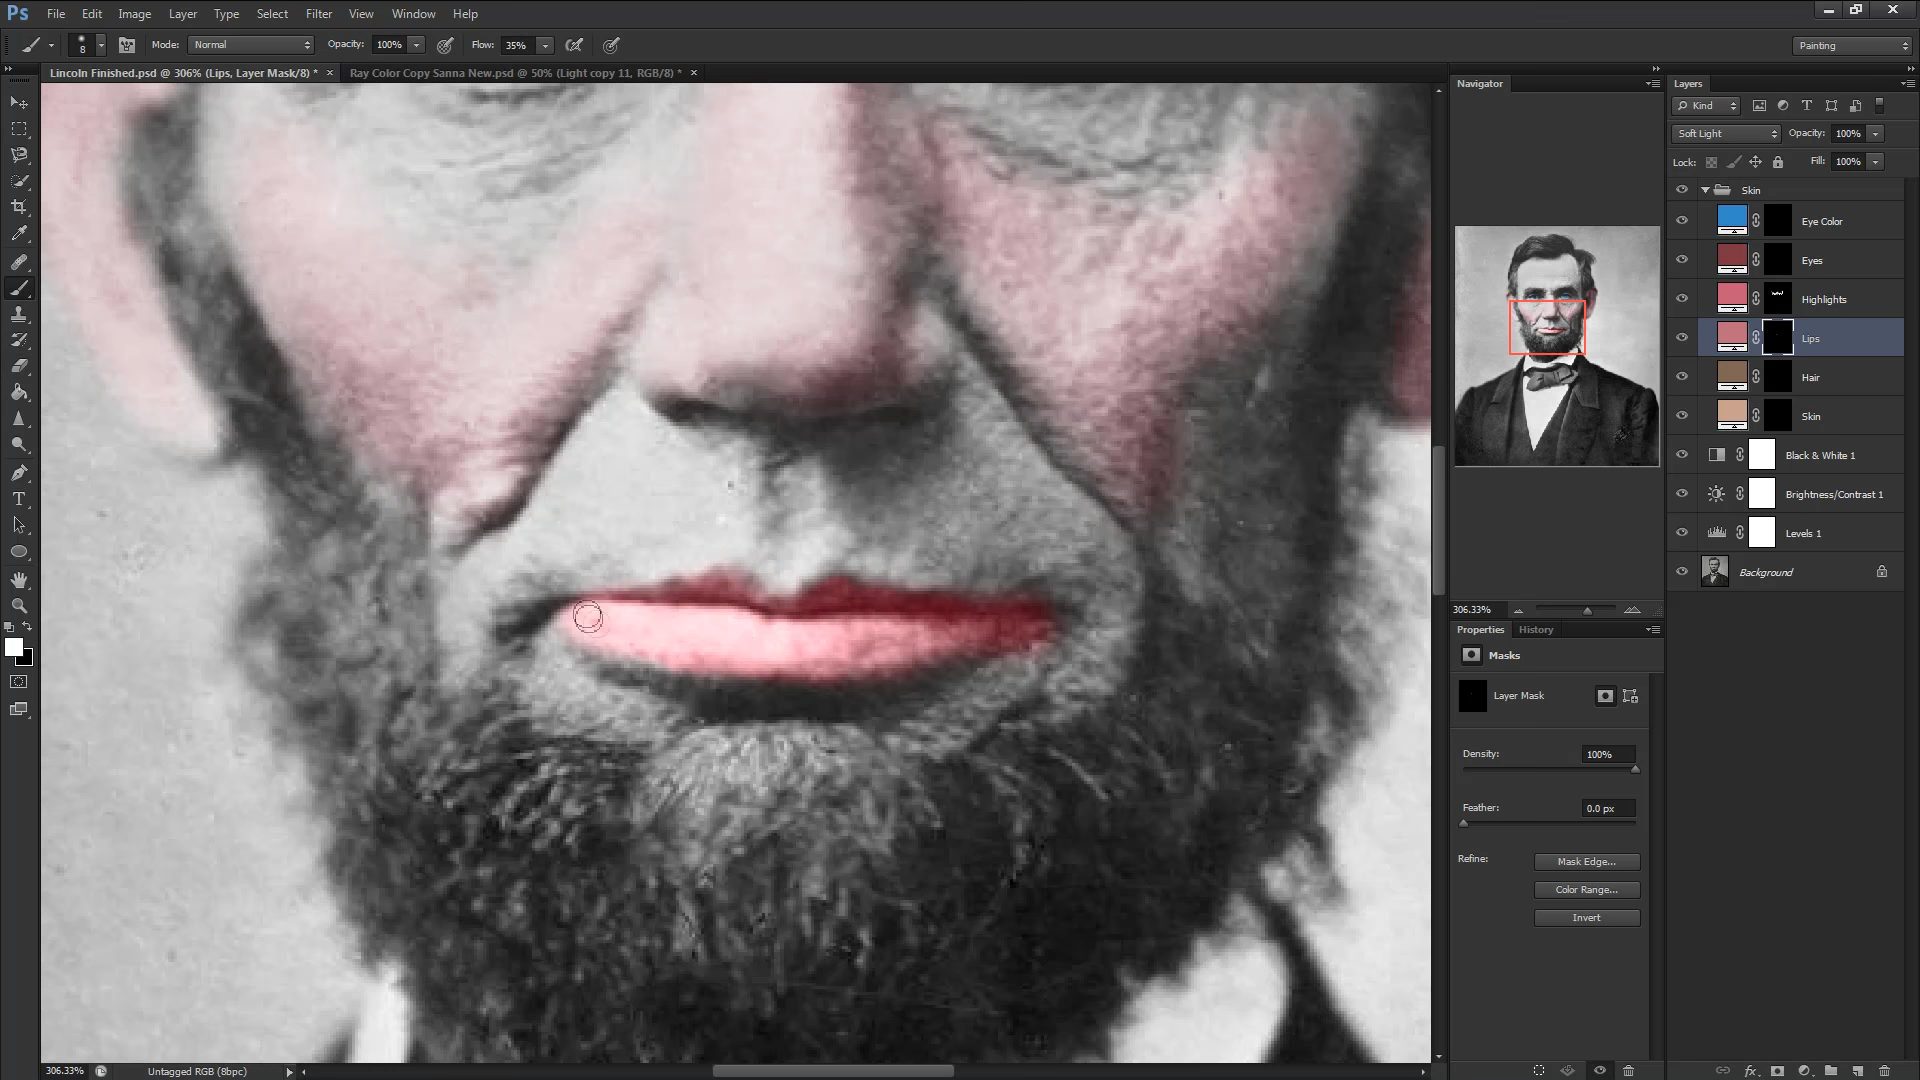 Ps File Edit Image Layer Type Select Filter View Window Help
8 Mode: Normal Opacity: 100% Flow: 35% Painting
Lincoln Finished.psd @ 306% (Lips, Layer Mask/8) * × Ray Color Copy Sanna New.psd @ 50% (Light copy 11, RGB/8) * ×
Navigator
306.33%
Properties History
Masks
Layer Mask
Density: 100%
Feather: 0.0 px
Refine: Mask Edge...
Color Range...
Invert
Layers
Kind
Soft Light Opacity: 100%
Lock: Fill: 100%
Skin
Eye Color
Eyes
Highlights
Lips
Hair
Skin
Black & White 1
Brightness/Contrast 1
Levels 1
Background
306.33% Untagged RGB (8bpc)